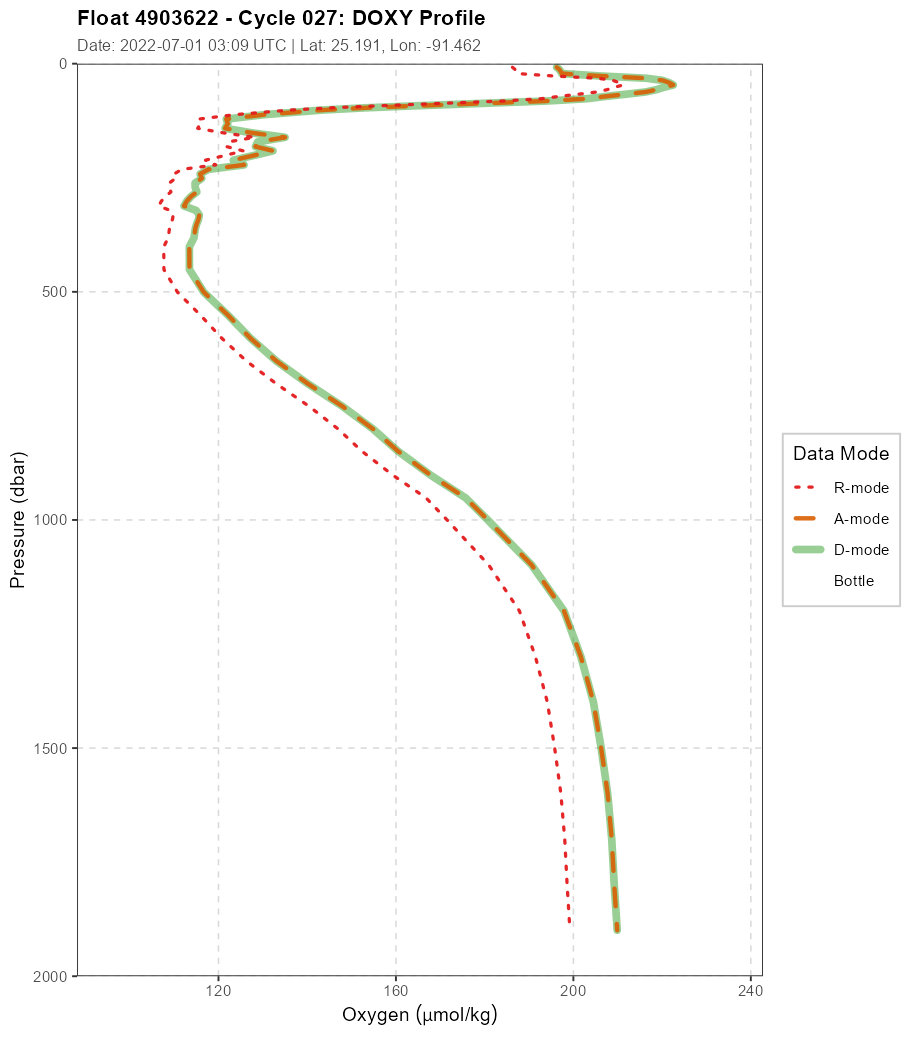 Float 4903622 - Cycle 027: DOXY Profile
Date: 2022-07-01 03:09 UTC | Lat: 25.191, Lon: -91.462
0
500
1000
1500
2000
Pressure (dbar)
120
160
200
240
Oxygen (μmol/kg)
Data Mode
R-mode
A-mode
D-mode
Bottle